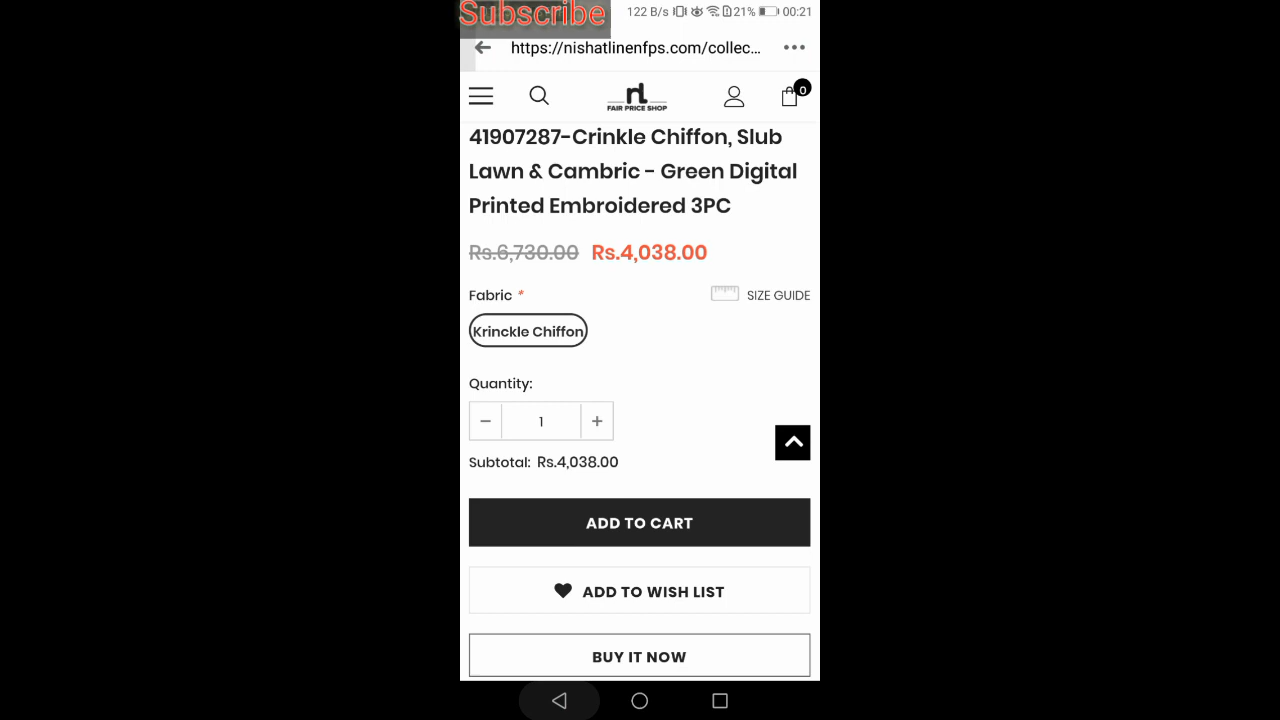 Subscribe
122 B/s 21% 00:21
https://nishatlinenfps.com/collec...
nl
FAIR PRICE SHOP
0
41907287-Crinkle Chiffon, Slub
Lawn & Cambric - Green Digital
Printed Embroidered 3PC
Rs.6,730.00 Rs.4,038.00
Fabric * SIZE GUIDE
Krinckle Chiffon
Quantity:
− 1 +
Subtotal: Rs.4,038.00
ADD TO CART
ADD TO WISH LIST
BUY IT NOW